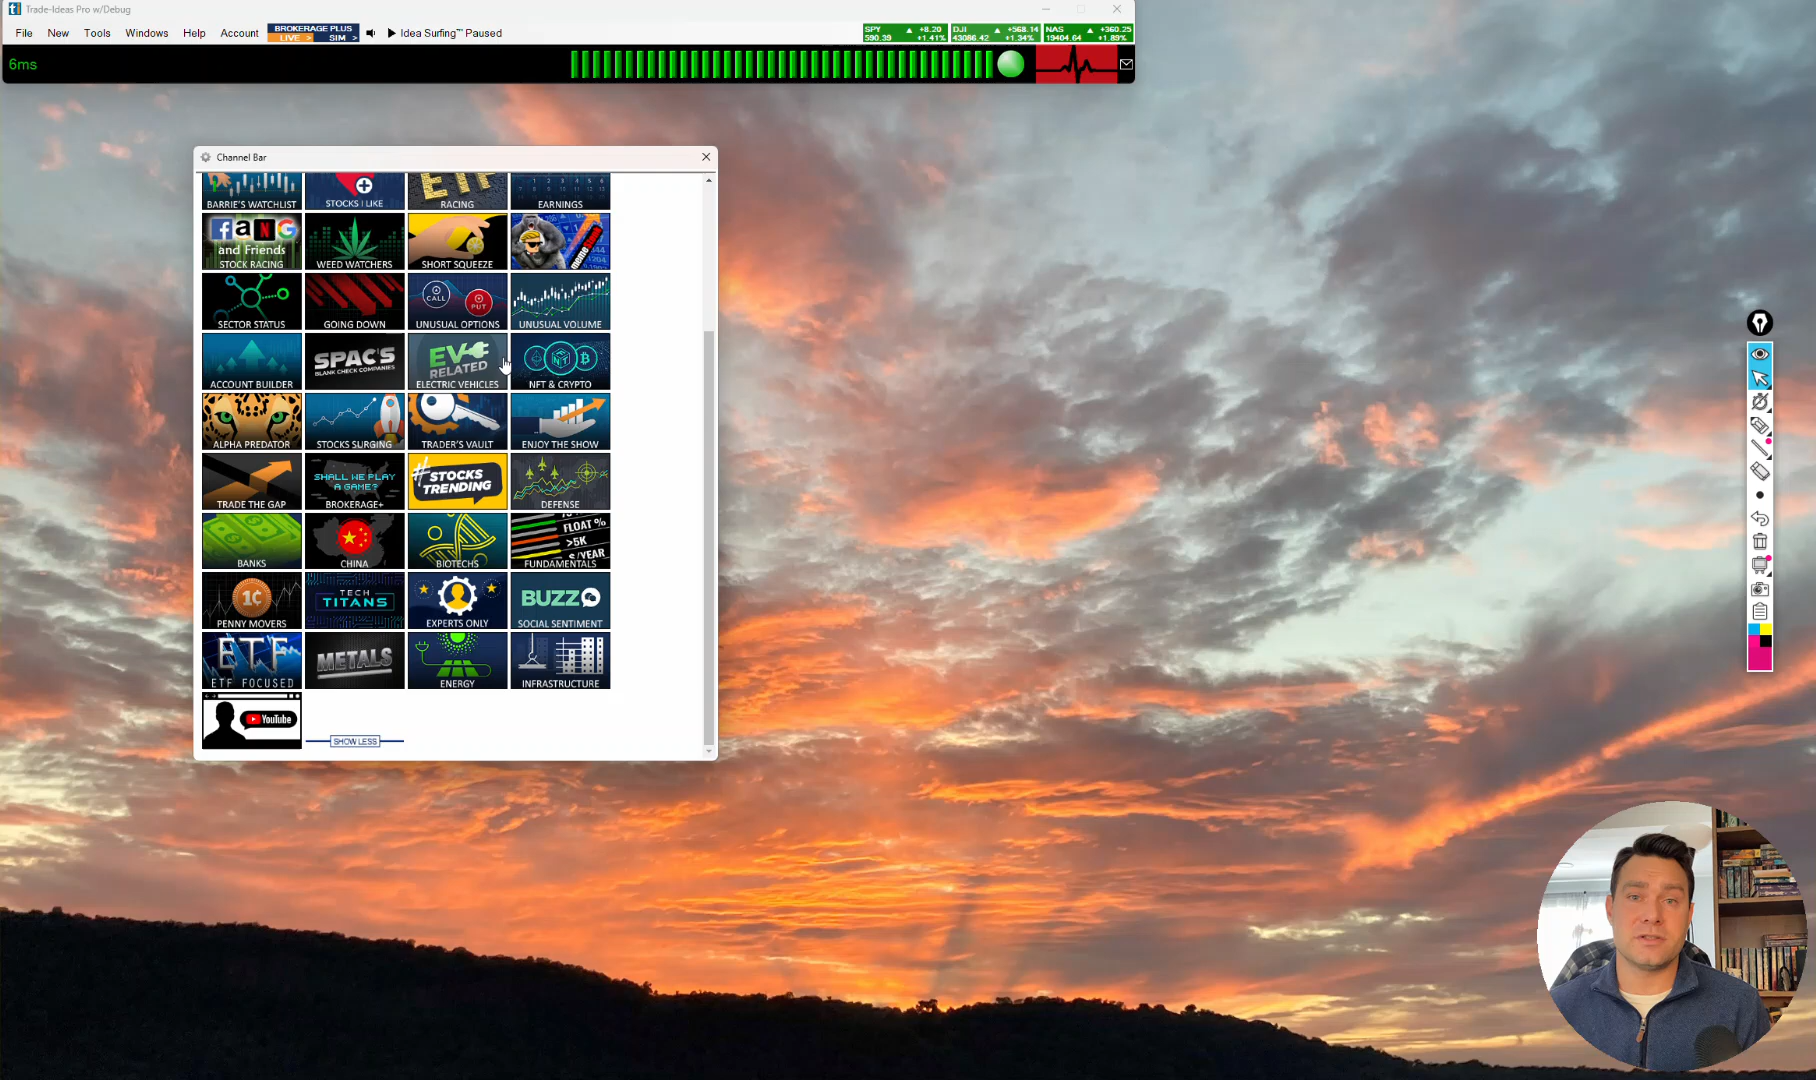 Trade-Ideas Pro w/Debug
File New Tools Windows Help Account BROKERAGE PLUS LIVE > SIM > Idea Surfing™ Paused
SPY +8.20 DJI +568.14 NAS +360.25
590.39 +1.41% 43086.42 +1.34% 19404.64 +1.89%
6ms
Channel Bar
ETF
BARRIE'S WATCHLIST STOCKS I LIKE RACING EARNINGS
f a N G
and Friends
STOCK RACING WEED WATCHERS SHORT SQUEEZE
CALL PUT
SECTOR STATUS GOING DOWN UNUSUAL OPTIONS UNUSUAL VOLUME
SPAC'S EV NFT
BLANK CHECK COMPANIES RELATED
ACCOUNT BUILDER ELECTRIC VEHICLES NFT & CRYPTO
ALPHA PREDATOR STOCKS SURGING TRADER'S VAULT ENJOY THE SHOW
SHALL WE PLAY A GAME? #STOCKS TRENDING
TRADE THE GAP BROKERAGE+ DEFENSE
FLOAT %
>5K
S/YEAR
BANKS CHINA BIOTECHS FUNDAMENTALS
1¢ TECH TITANS BUZZ
PENNY MOVERS EXPERTS ONLY SOCIAL SENTIMENT
ETF METALS
ETF FOCUSED ENERGY INFRASTRUCTURE
YouTube
SHOW LESS